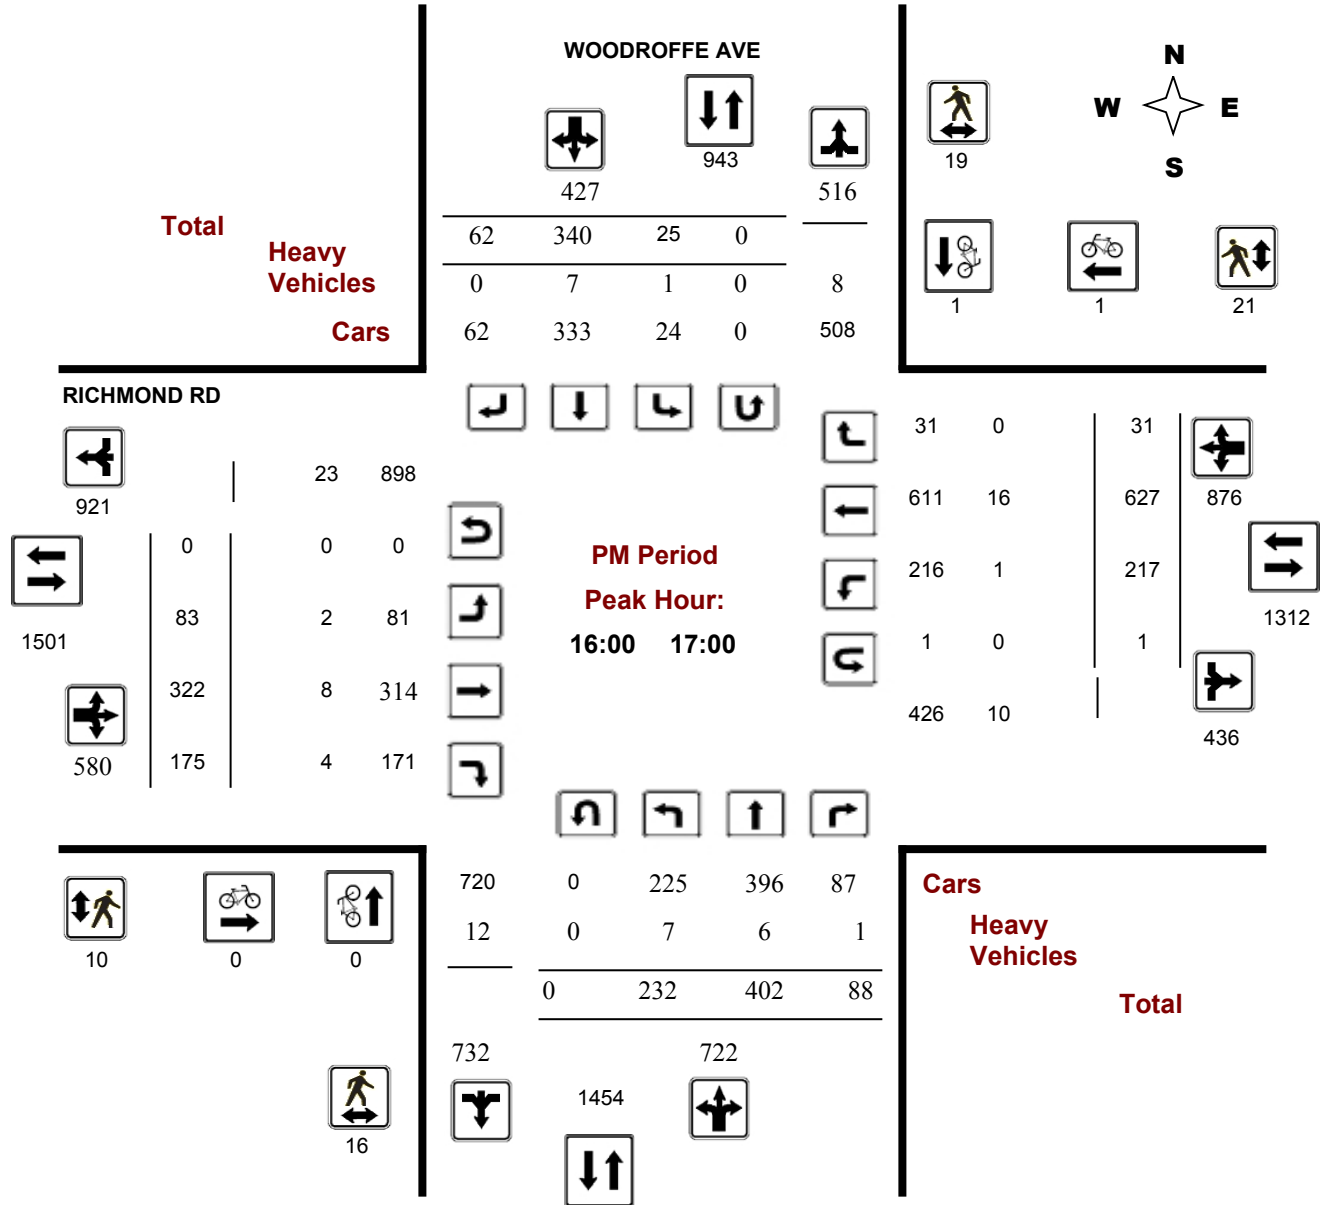 WOODROFFE AVE
N
W E
S
943
19
427 516
Total
62 340 25 0
Heavy
Vehicles
0 7 1 0 8
1 1 21
Cars
62 333 24 0 508
RICHMOND RD
31 0 31
23 898
921
611 16 627 876
0 0 0
PM Period
216 1 217
Peak Hour:
83 2 81
1312
1501
16:00 17:00
1 0 1
322 8 314
426 10
436
580 175 4 171
720 0 225 396 87
Cars
12 0 7 6 1
Heavy
Vehicles
10 0 0
0 232 402 88
Total
732 722
1454
16